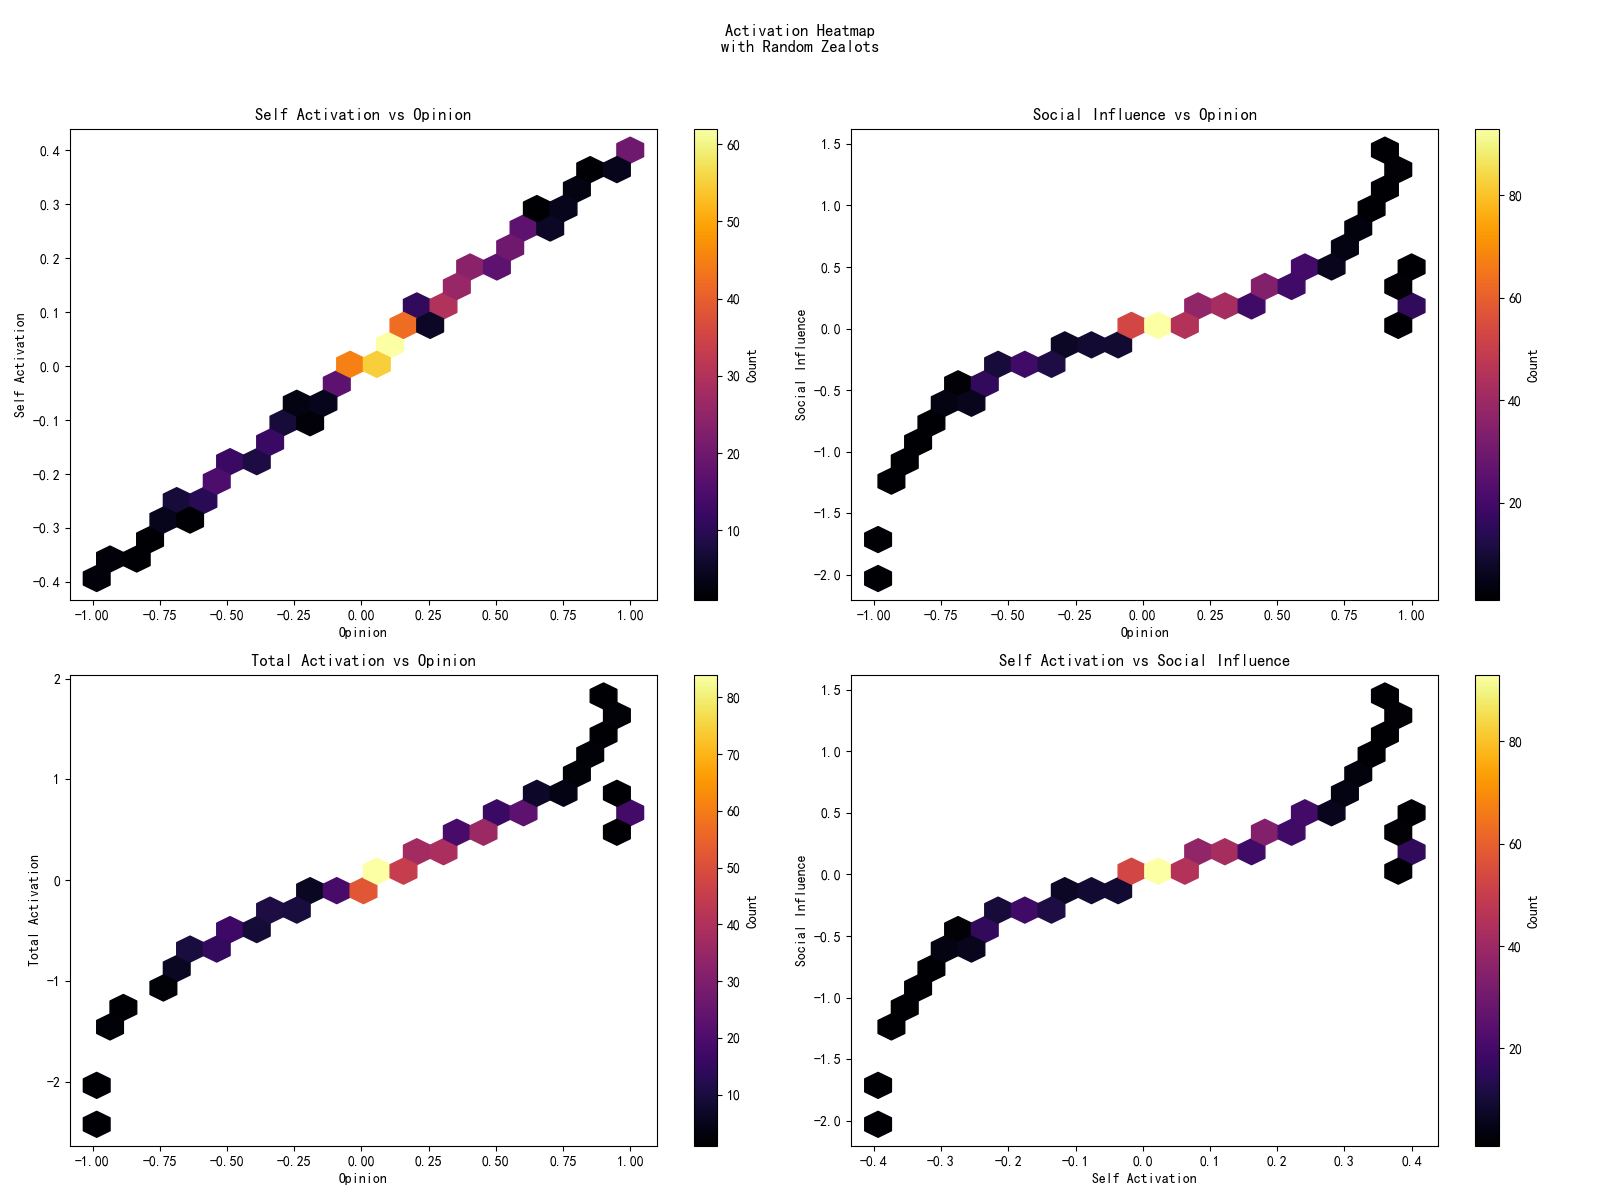 Activation Heatmap
with Random Zealots
Self Activation vs Opinion
Self Activation
0.4
0.3
0.2
0.1
0.0
−0.1
−0.2
−0.3
−0.4
−1.00 −0.75 −0.50 −0.25 0.00 0.25 0.50 0.75 1.00
Opinion
60
50
40
30
20
10
Count
Social Influence vs Opinion
Social Influence
1.5
1.0
0.5
0.0
−0.5
−1.0
−1.5
−2.0
−1.00 −0.75 −0.50 −0.25 0.00 0.25 0.50 0.75 1.00
Opinion
80
60
40
20
Count
Total Activation vs Opinion
Total Activation
2
1
0
−1
−2
−1.00 −0.75 −0.50 −0.25 0.00 0.25 0.50 0.75 1.00
Opinion
80
70
60
50
40
30
20
10
Count
Self Activation vs Social Influence
Social Influence
1.5
1.0
0.5
0.0
−0.5
−1.0
−1.5
−2.0
−0.4 −0.3 −0.2 −0.1 0.0 0.1 0.2 0.3 0.4
Self Activation
80
60
40
20
Count